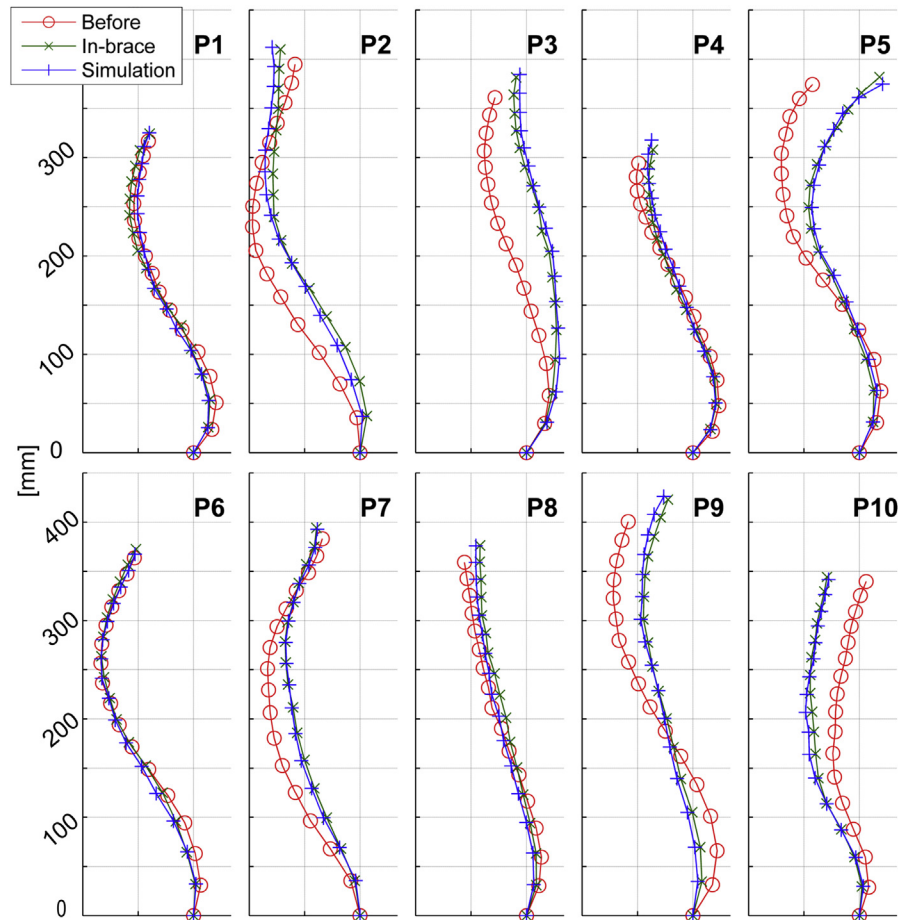 Before
In-brace
Simulation
P1
P2
P3
P4
P5
300
200
100
0
[mm]
P6
P7
P8
P9
P10
400
300
200
100
0